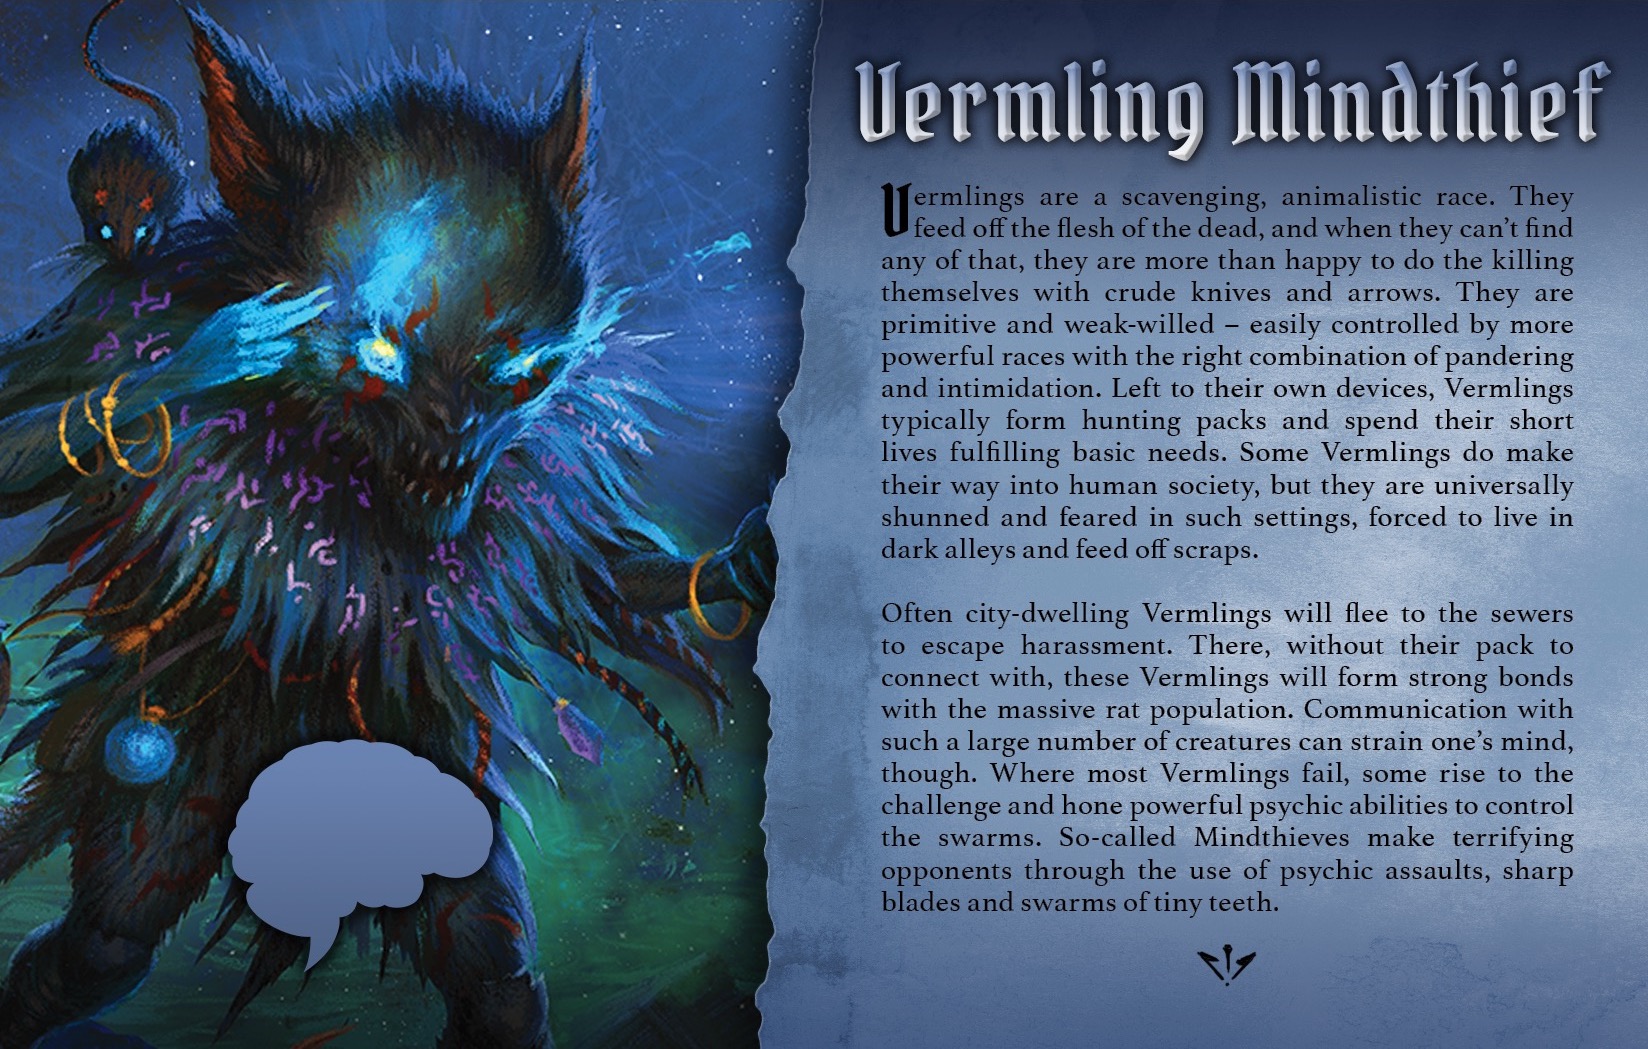 Vermling Mindthief
Vermlings are a scavenging, animalistic race. They
feed off the flesh of the dead, and when they can't find
any of that, they are more than happy to do the killing
themselves with crude knives and arrows. They are
primitive and weak-willed – easily controlled by more
powerful races with the right combination of pandering
and intimidation. Left to their own devices, Vermlings
typically form hunting packs and spend their short
lives fulfilling basic needs. Some Vermlings do make
their way into human society, but they are universally
shunned and feared in such settings, forced to live in
dark alleys and feed off scraps.
Often city-dwelling Vermlings will flee to the sewers
to escape harassment. There, without their pack to
connect with, these Vermlings will form strong bonds
with the massive rat population. Communication with
such a large number of creatures can strain one's mind,
though. Where most Vermlings fail, some rise to the
challenge and hone powerful psychic abilities to control
the swarms. So-called Mindthieves make terrifying
opponents through the use of psychic assaults, sharp
blades and swarms of tiny teeth.